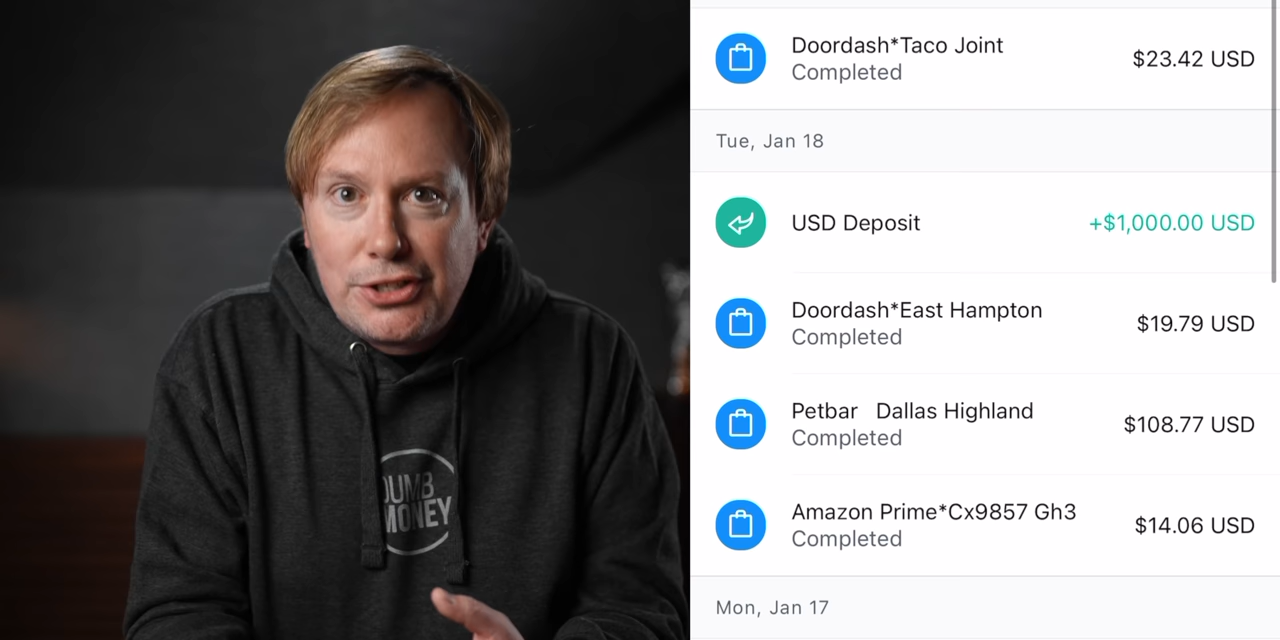 DUMB
MONEY
Doordash*Taco Joint
Completed
$23.42 USD
Tue, Jan 18
USD Deposit
+$1,000.00 USD
Doordash*East Hampton
Completed
$19.79 USD
Petbar   Dallas Highland
Completed
$108.77 USD
Amazon Prime*Cx9857 Gh3
Completed
$14.06 USD
Mon, Jan 17